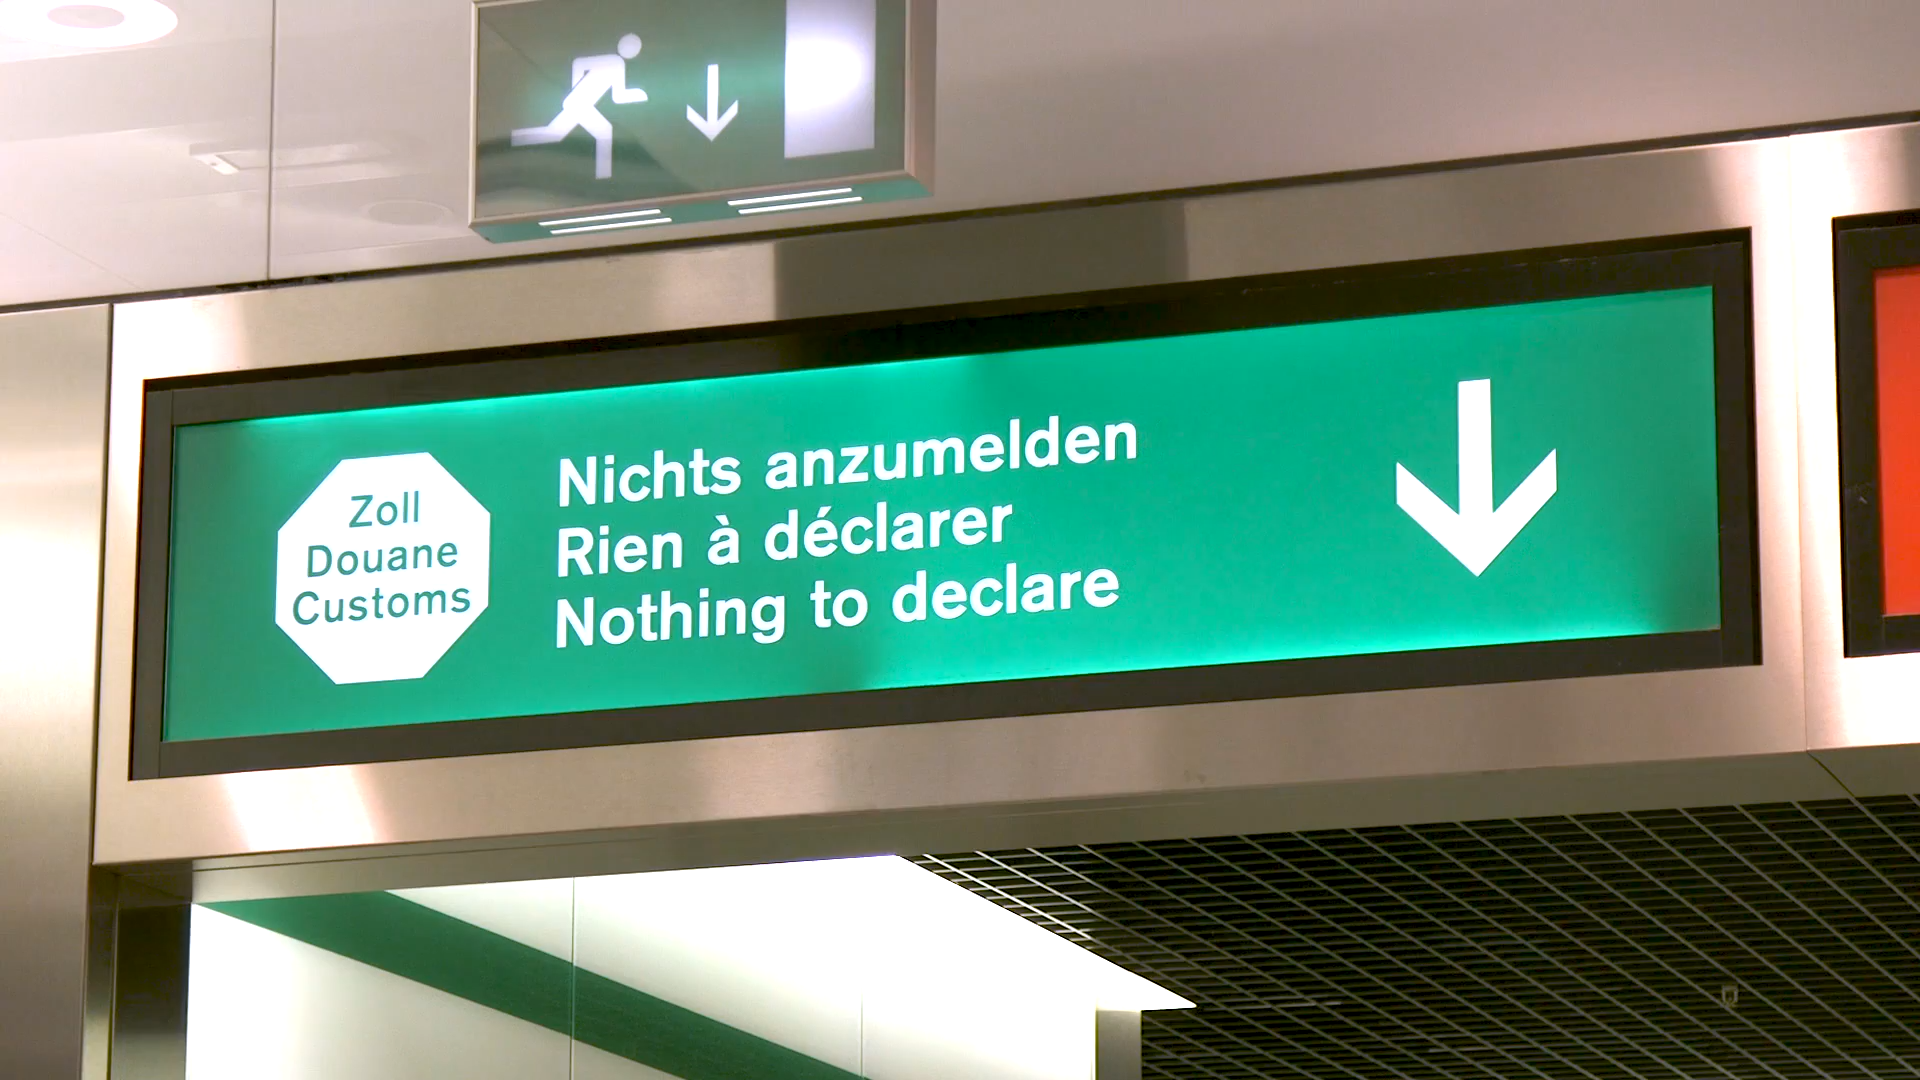 Zoll
Douane
Customs
Nichts anzumelden
Rien à déclarer
Nothing to declare